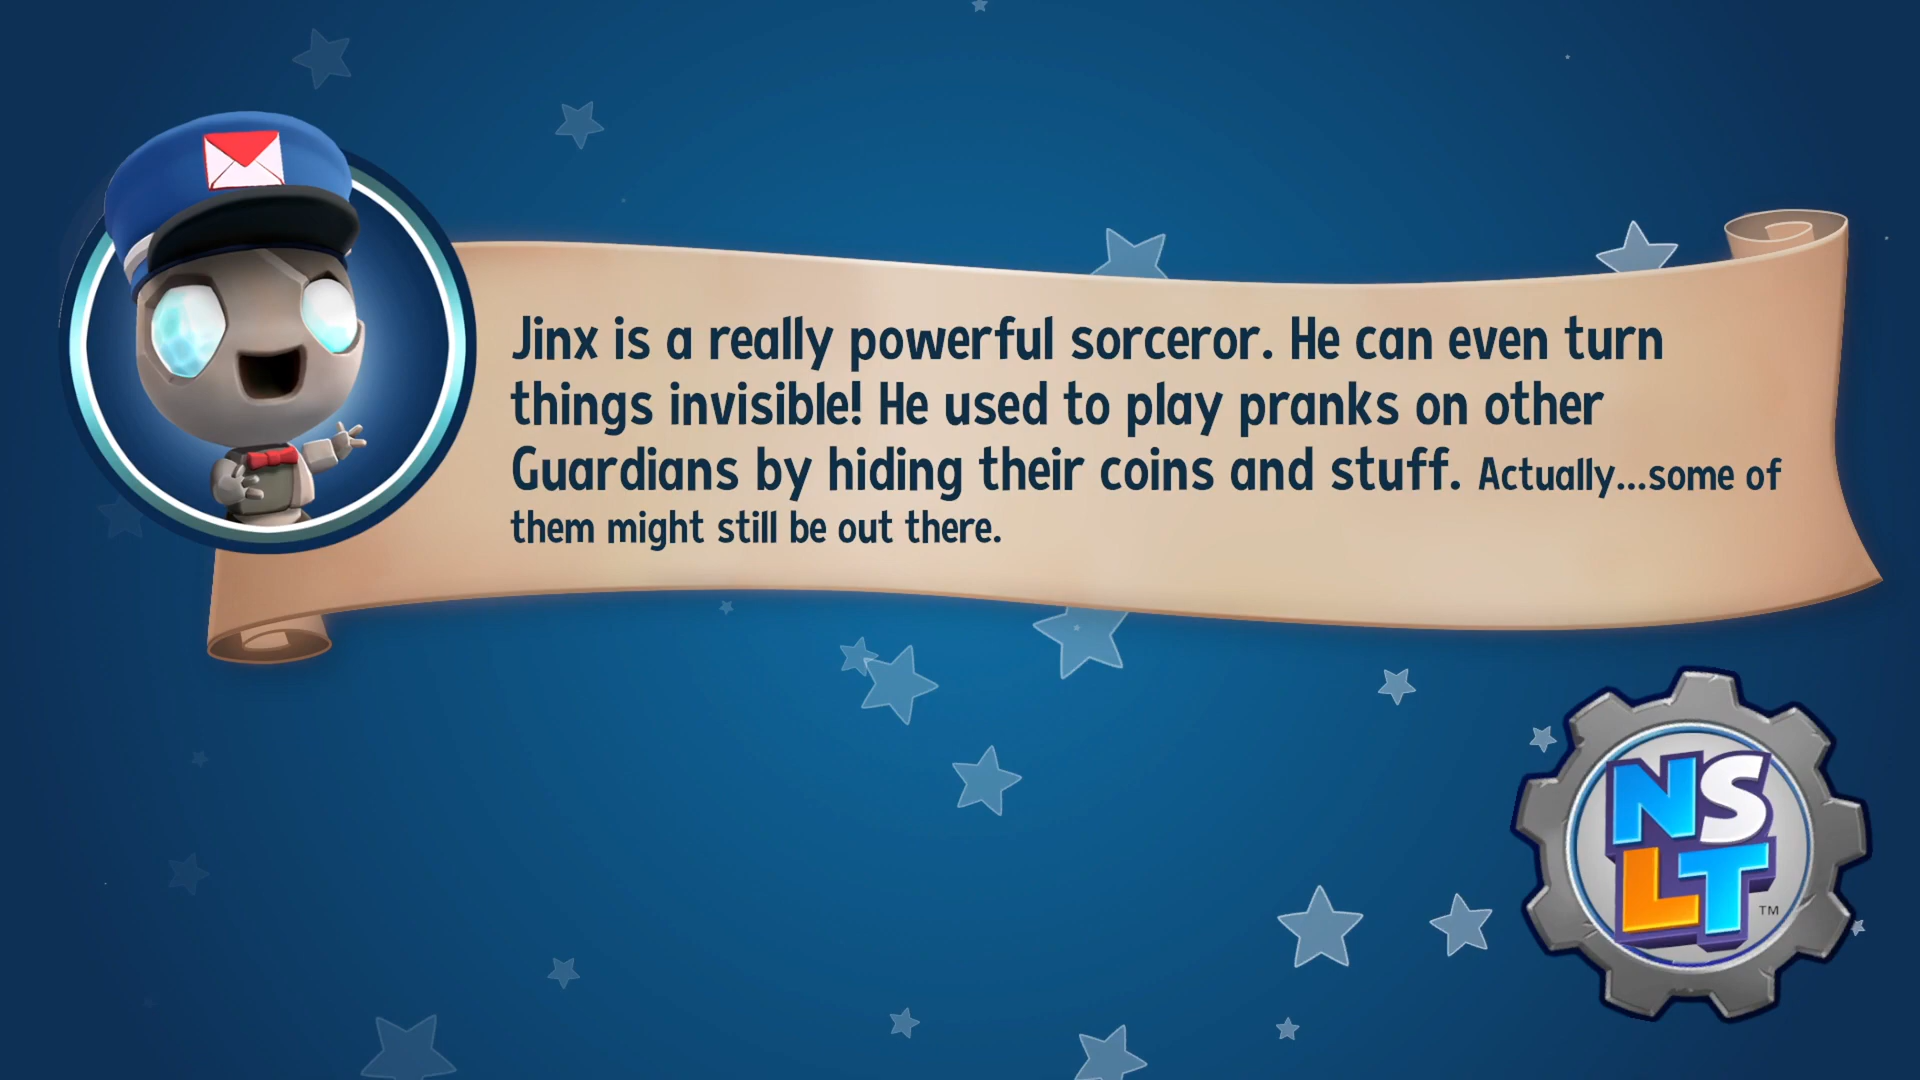 Jinx is a really powerful sorceror. He can even turn
things invisible! He used to play pranks on other
Guardians by hiding their coins and stuff. Actually...some of
them might still be out there.
NS
LT
TM